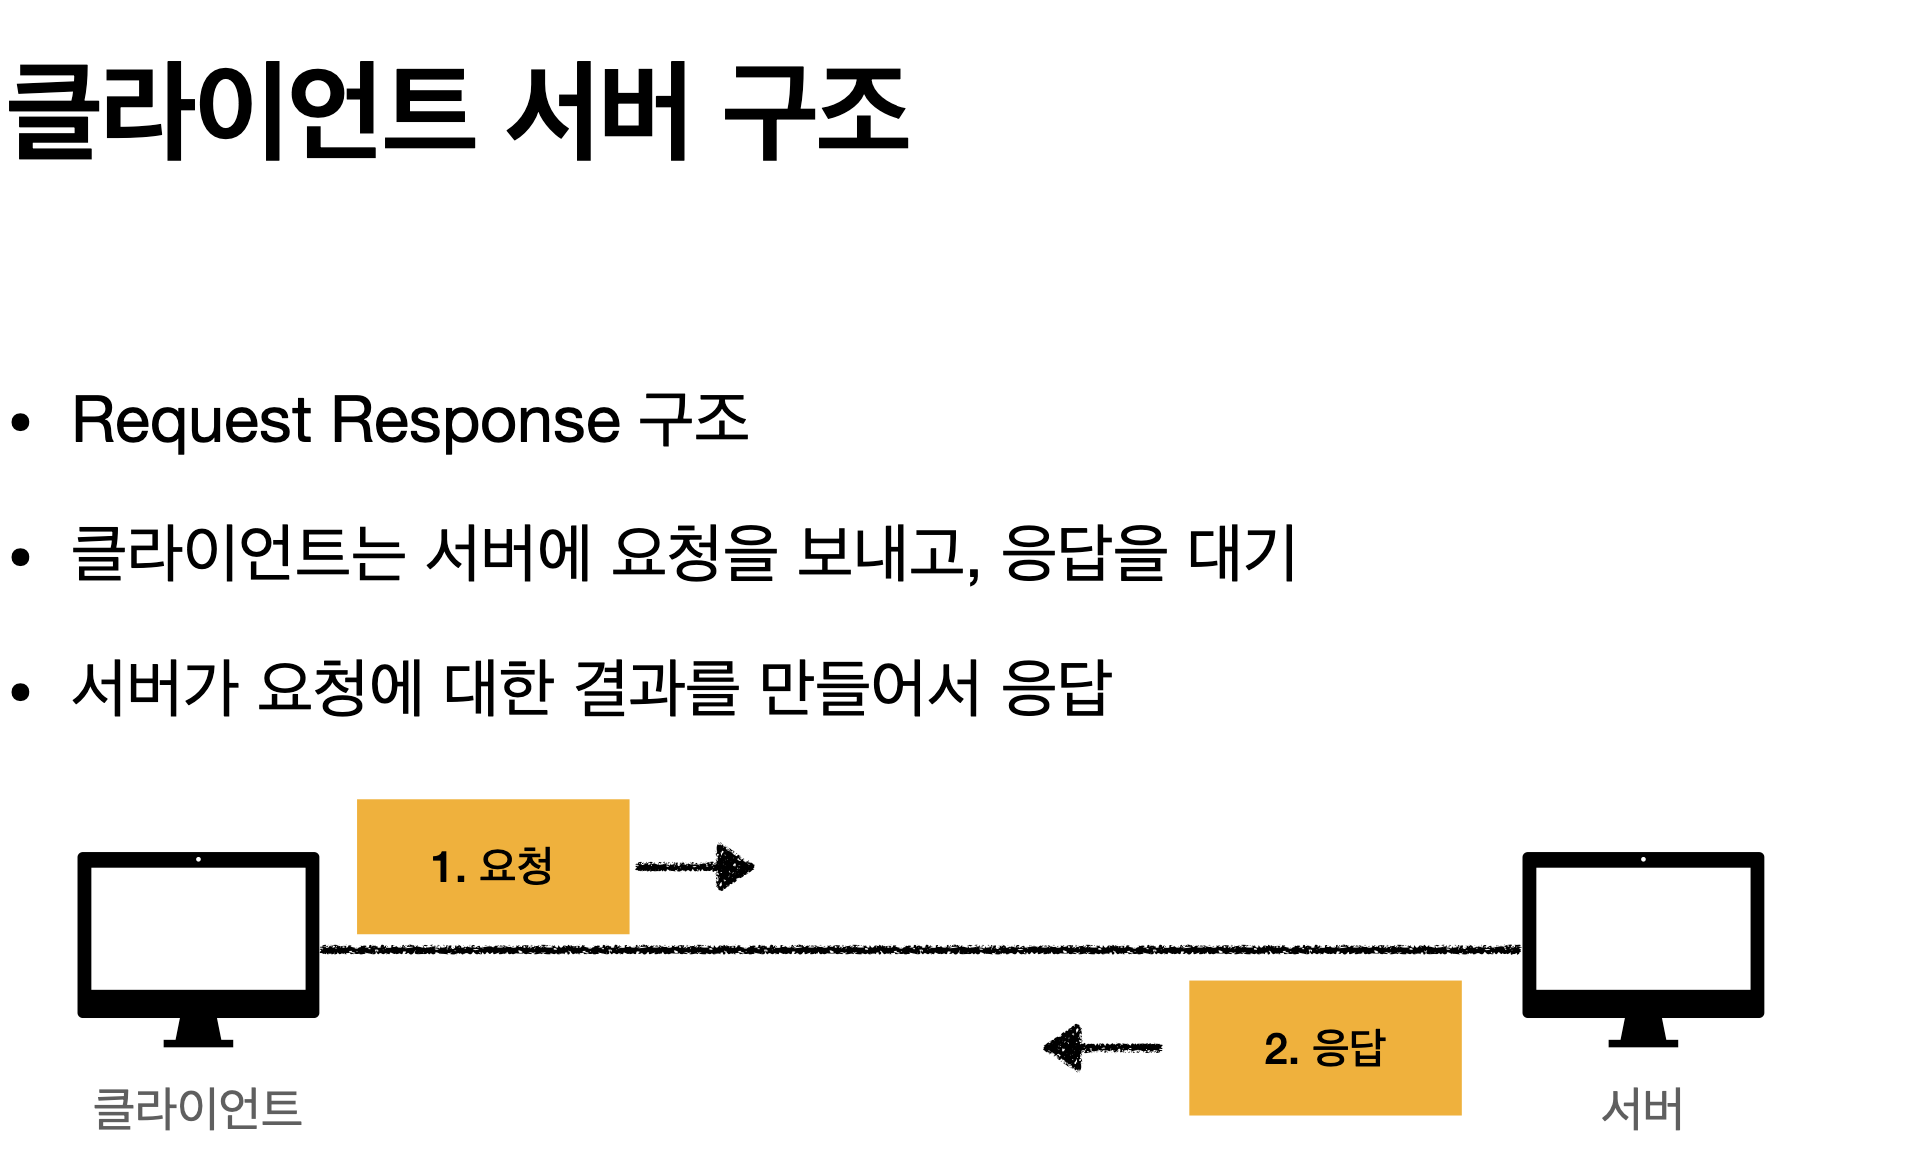 클라이언트 서버 구조
• Request Response 구조
• 클라이언트는 서버에 요청을 보내고, 응답을 대기
• 서버가 요청에 대한 결과를 만들어서 응답
1. 요청
2. 응답
클라이언트
서버